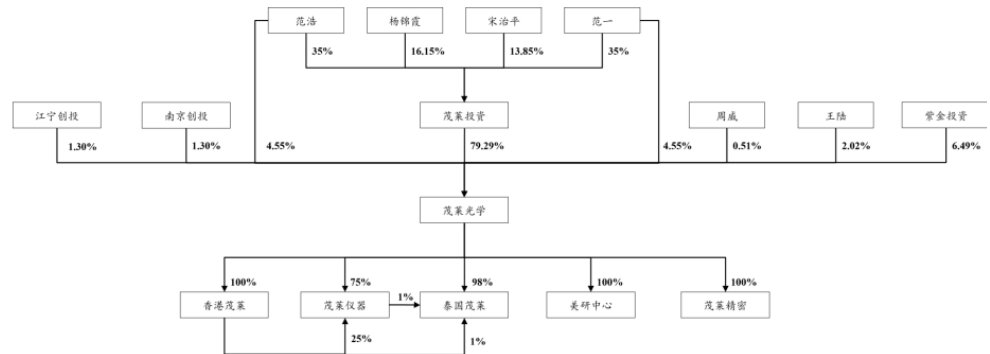 范浩 杨锦霞 宋治平 范一
35% 16.15% 13.85% 35%
江宁创投 南京创投 茂莱投资 周威 王陆 紫金投资
1.30% 1.30% 4.55% 79.29% 4.55% 0.51% 2.02% 6.49%
茂莱光学
100% 75% 98% 100% 100%
香港茂莱 茂莱仪器 1% 泰国茂莱 美研中心 茂莱精密
25% 1%